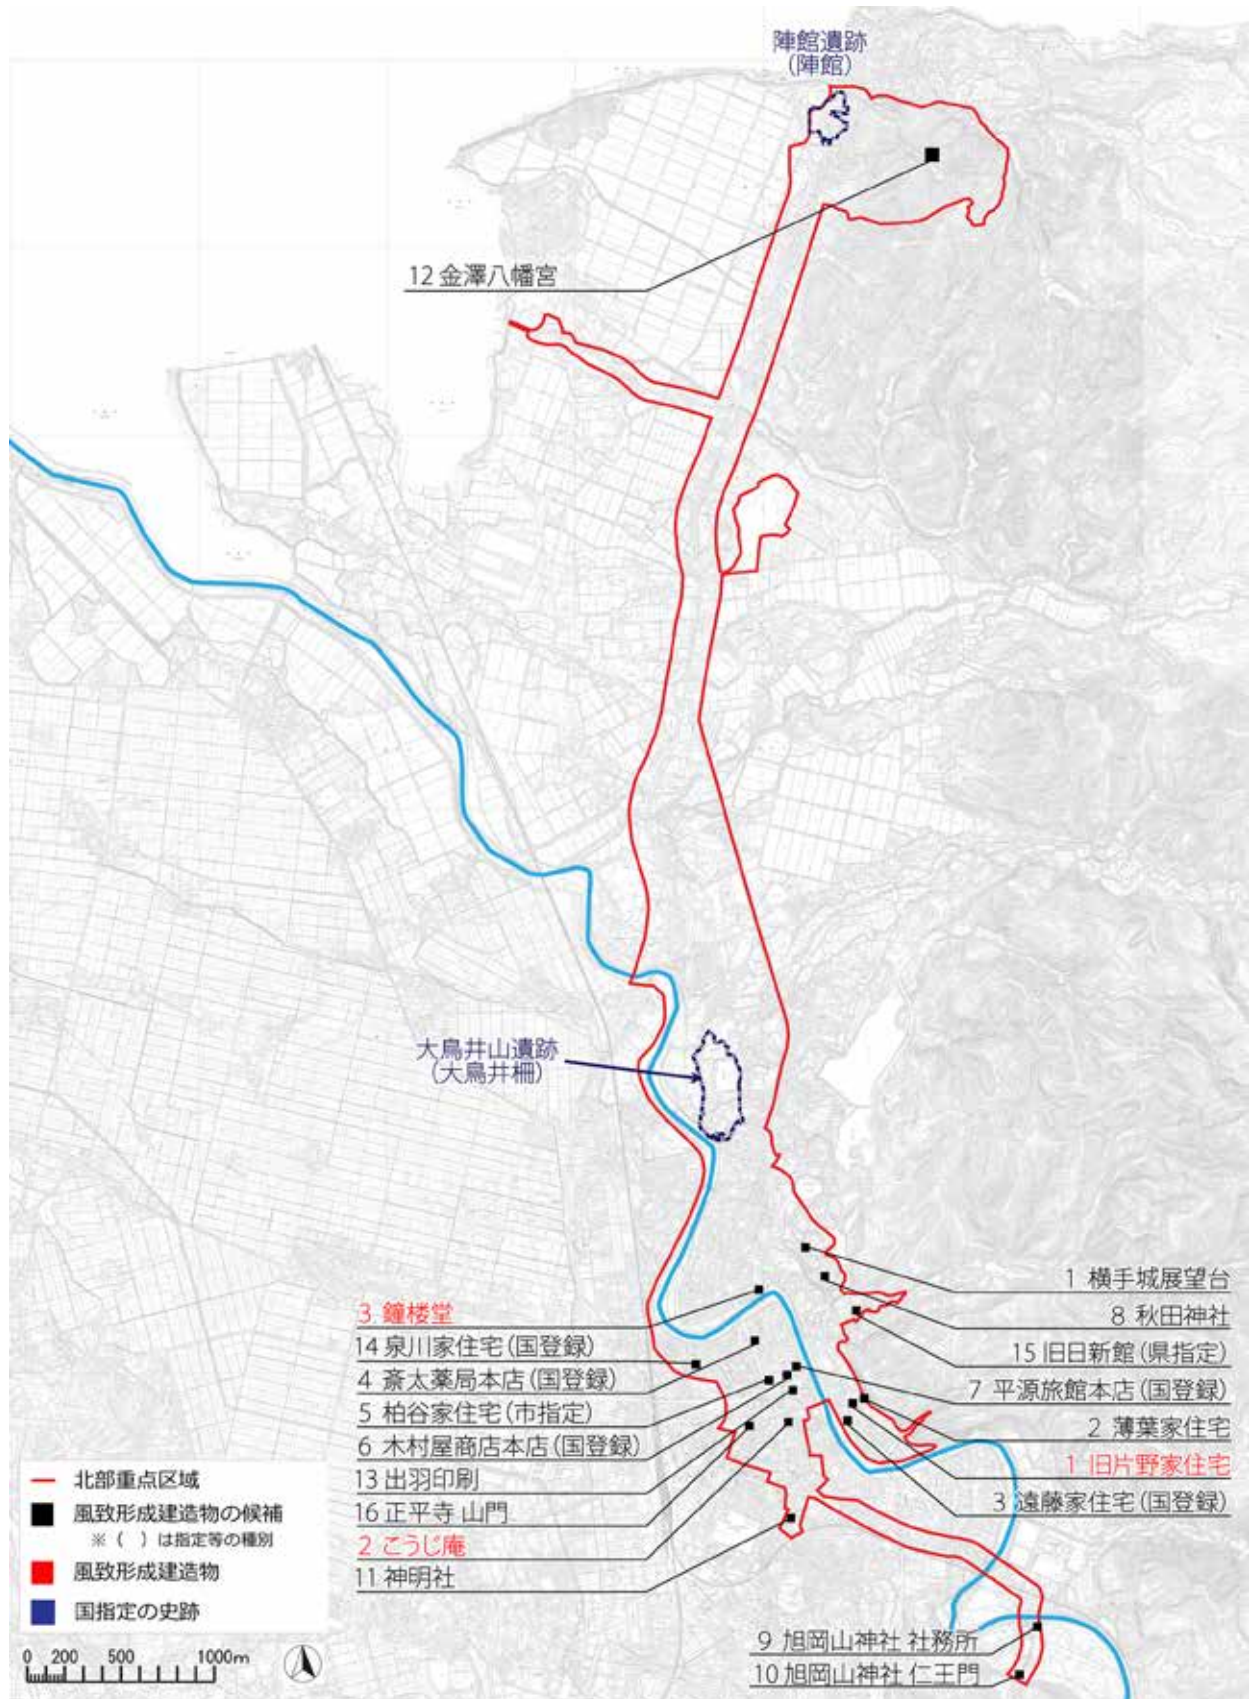 陣館遺跡
(陣館)
12 金澤八幡宮
大鳥井山遺跡
(大鳥井柵)
1 横手城展望台
8 秋田神社
15 旧日新館(県指定)
7 平源旅館本店(国登録)
2 薄葉家住宅
1 旧片野家住宅
3 遠藤家住宅(国登録)
3 鐘楼堂
14 泉川家住宅(国登録)
4 斎太薬局本店(国登録)
5 柏谷家住宅(市指定)
6 木村屋商店本店(国登録)
13 出羽印刷
16 正平寺 山門
2 こうじ庵
11 神明社
9 旭岡山神社 社務所
10 旭岡山神社 仁王門
北部重点区域
風致形成建造物の候補
※ ( ) は指定等の種別
風致形成建造物
国指定の史跡
0 200 500 1000m